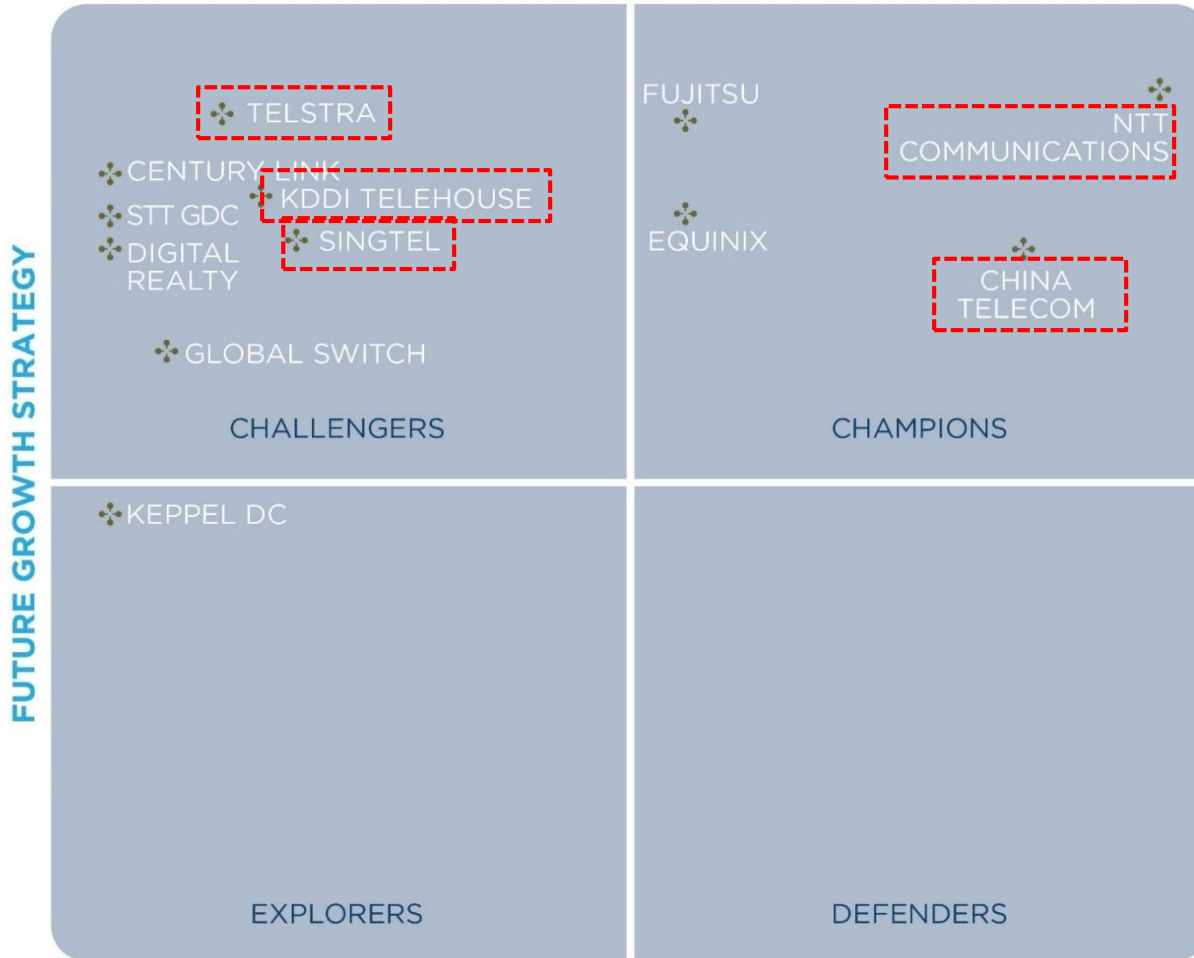 FUTURE GROWTH STRATEGY
TELSTRA
CENTURY LINK
KDDI TELEHOUSE
STT GDC
SINGTEL
DIGITAL
REALTY
GLOBAL SWITCH
CHALLENGERS
FUJITSU
NTT
COMMUNICATIONS
EQUINIX
CHINA
TELECOM
CHAMPIONS
KEPPEL DC
EXPLORERS
DEFENDERS